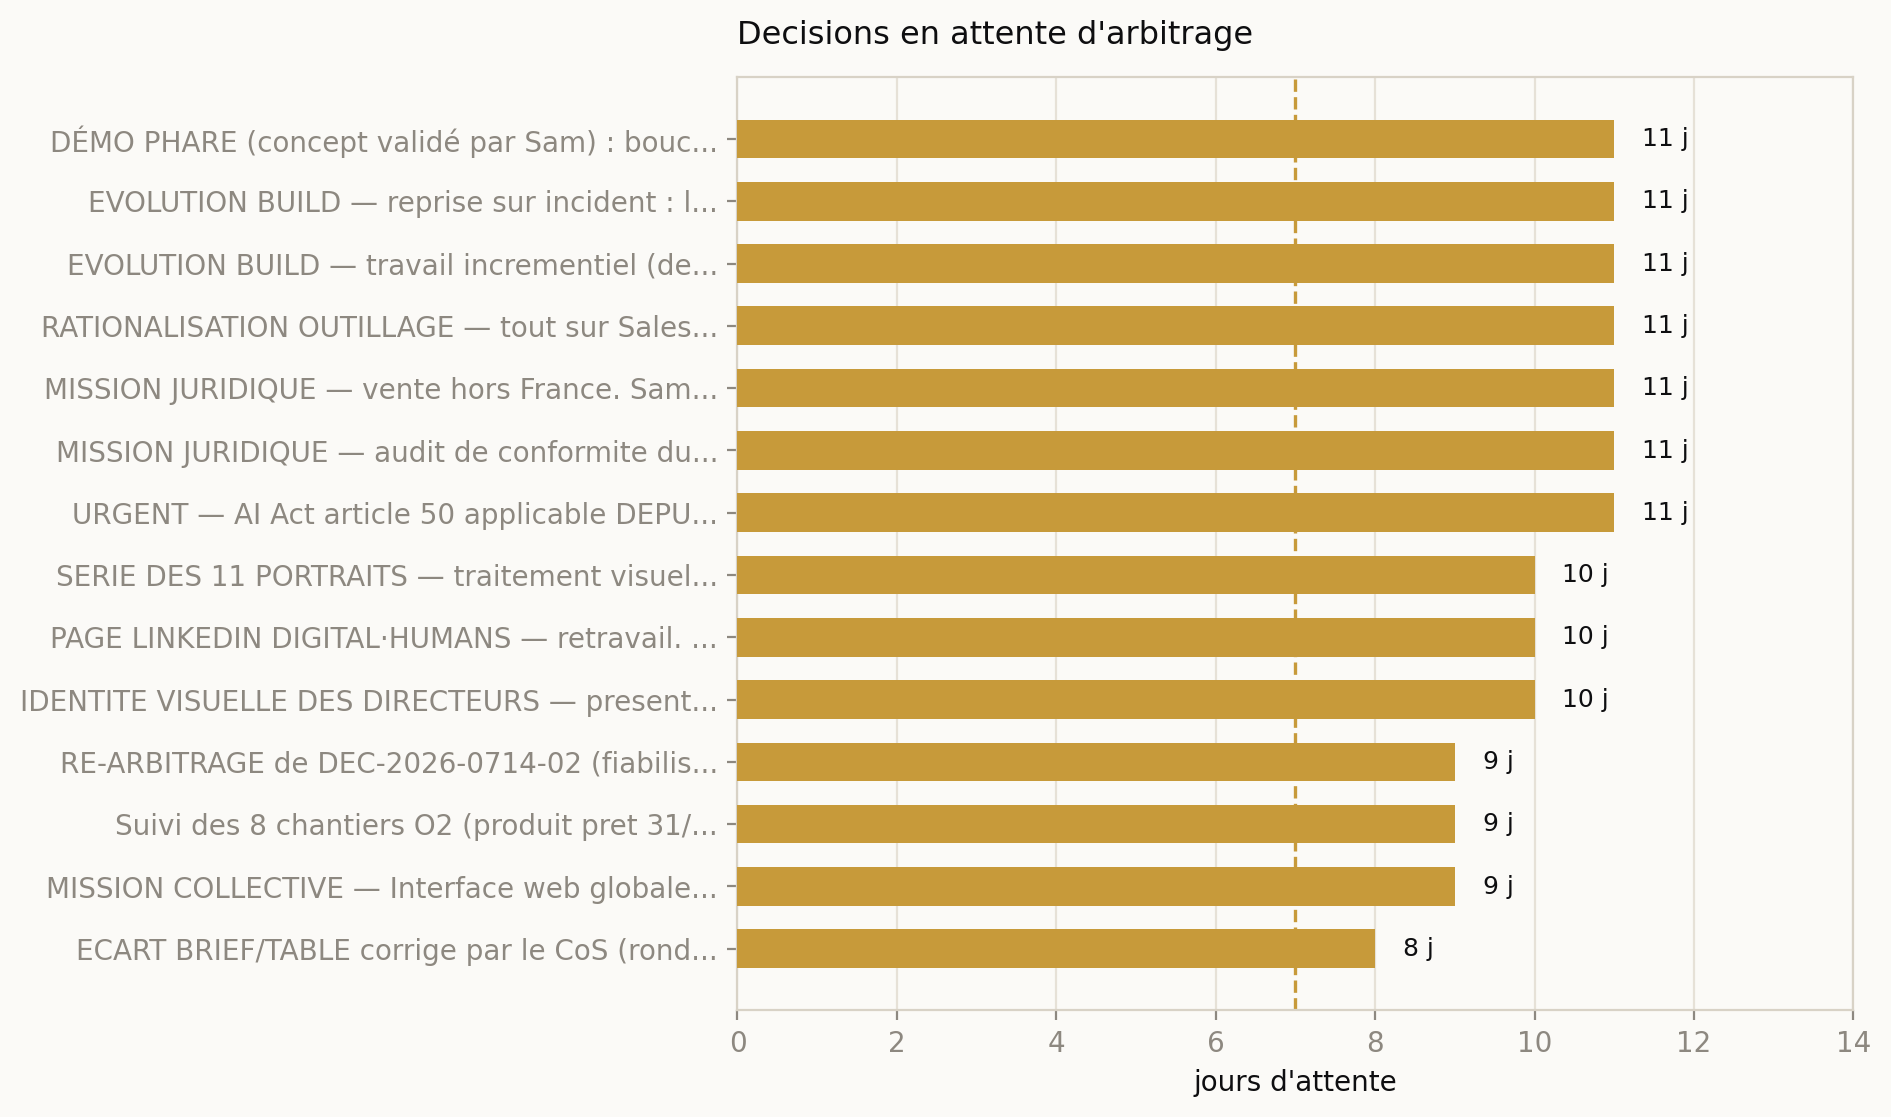 Decisions en attente d'arbitrage
DÉMO PHARE (concept validé par Sam) : bouc... 11 j
EVOLUTION BUILD — reprise sur incident : l... 11 j
EVOLUTION BUILD — travail incrementiel (de... 11 j
RATIONALISATION OUTILLAGE — tout sur Sales... 11 j
MISSION JURIDIQUE — vente hors France. Sam... 11 j
MISSION JURIDIQUE — audit de conformite du... 11 j
URGENT — AI Act article 50 applicable DEPU... 11 j
SERIE DES 11 PORTRAITS — traitement visuel... 10 j
PAGE LINKEDIN DIGITAL·HUMANS — retravail. ... 10 j
IDENTITE VISUELLE DES DIRECTEURS — present... 10 j
RE-ARBITRAGE de DEC-2026-0714-02 (fiabilis... 9 j
Suivi des 8 chantiers O2 (produit pret 31/... 9 j
MISSION COLLECTIVE — Interface web globale... 9 j
ECART BRIEF/TABLE corrige par le CoS (rond... 8 j
0 2 4 6 8 10 12 14
jours d'attente